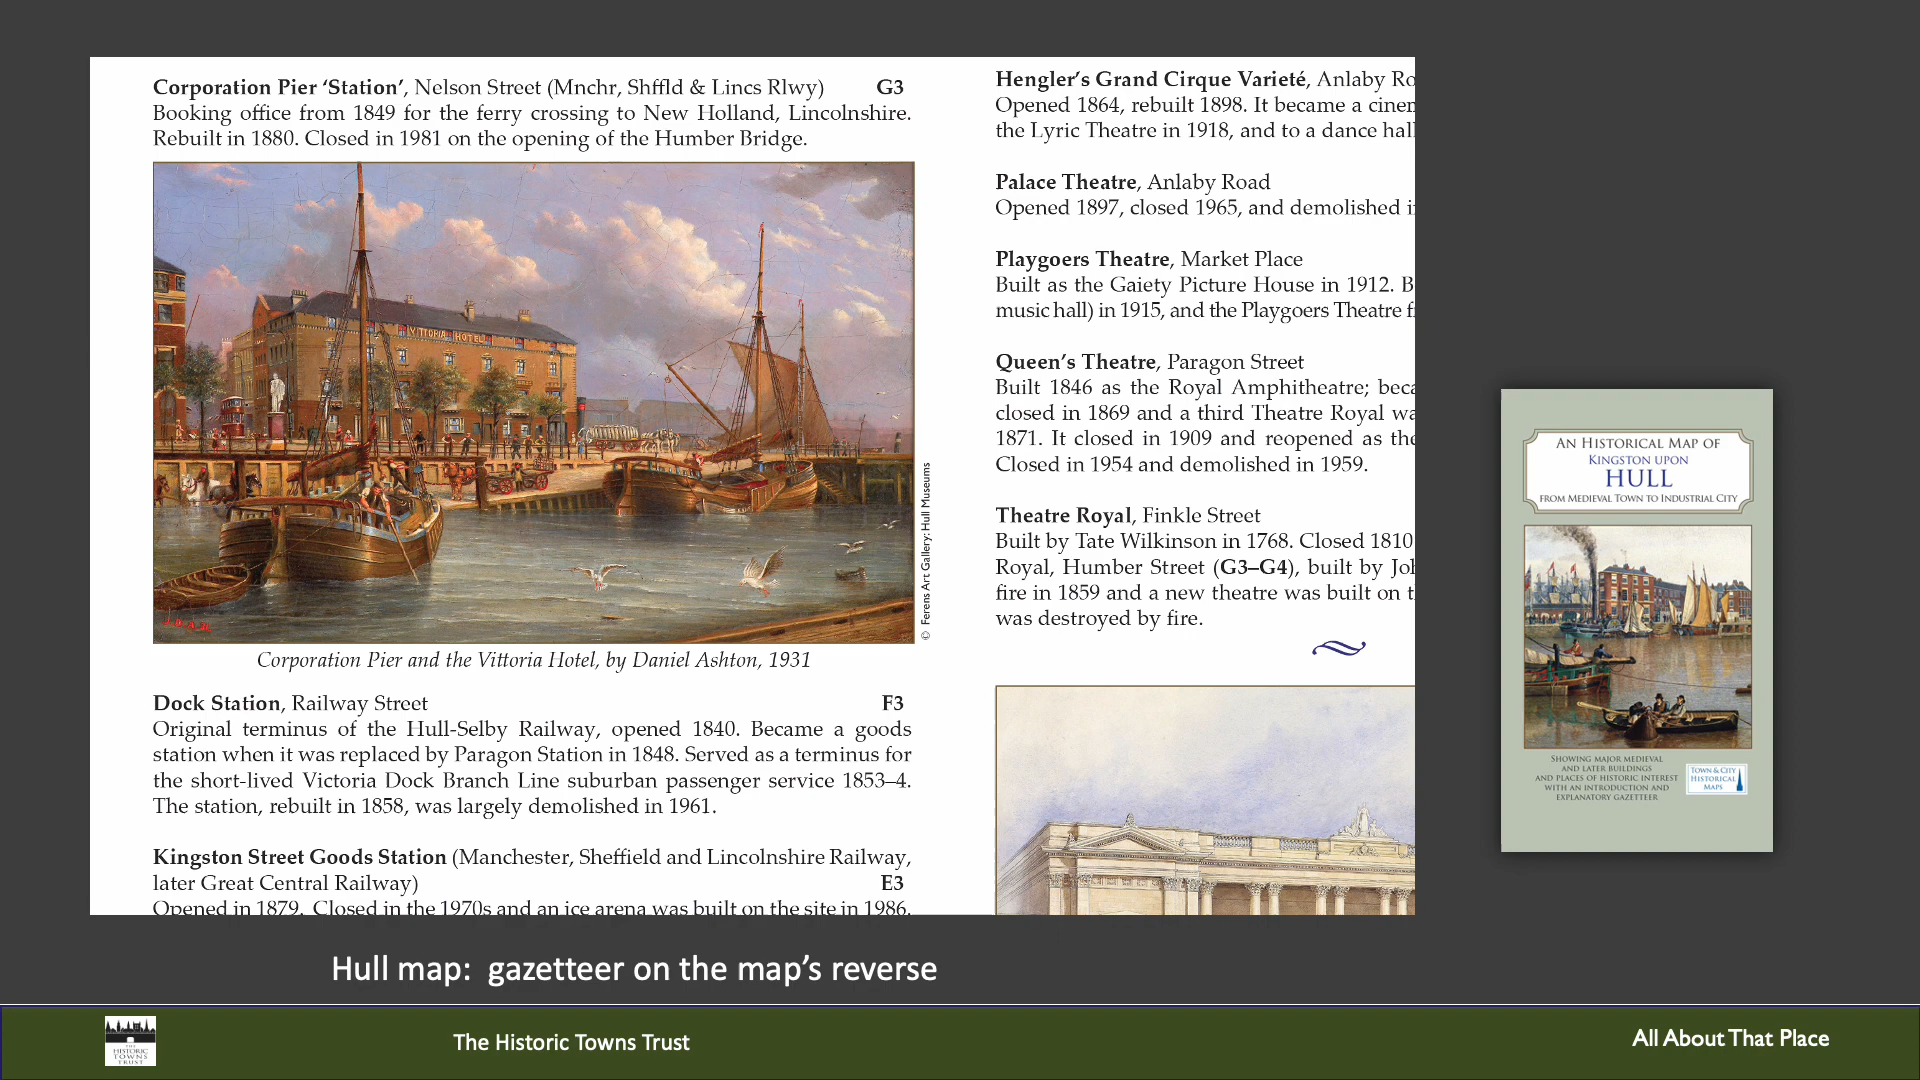 Corporation Pier ‘Station’, Nelson Street (Mnchr, Shffld & Lincs Rlwy) G3
Booking office from 1849 for the ferry crossing to New Holland, Lincolnshire.
Rebuilt in 1880. Closed in 1981 on the opening of the Humber Bridge.
VITTORIA HOTEL
© Ferens Art Gallery: Hull Museums
Corporation Pier and the Vittoria Hotel, by Daniel Ashton, 1931
Dock Station, Railway Street F3
Original terminus of the Hull-Selby Railway, opened 1840. Became a goods
station when it was replaced by Paragon Station in 1848. Served as a terminus for
the short-lived Victoria Dock Branch Line suburban passenger service 1853–4.
The station, rebuilt in 1858, was largely demolished in 1961.
Kingston Street Goods Station (Manchester, Sheffield and Lincolnshire Railway,
later Great Central Railway) E3
Opened in 1879. Closed in the 1970s and an ice arena was built on the site in 1986.
Hengler’s Grand Cirque Varieté, Anlaby Ro
Opened 1864, rebuilt 1898. It became a cinem
the Lyric Theatre in 1918, and to a dance hall
Palace Theatre, Anlaby Road
Opened 1897, closed 1965, and demolished i
Playgoers Theatre, Market Place
Built as the Gaiety Picture House in 1912. B
music hall) in 1915, and the Playgoers Theatre f
Queen’s Theatre, Paragon Street
Built 1846 as the Royal Amphitheatre; beca
closed in 1869 and a third Theatre Royal wa
1871. It closed in 1909 and reopened as the
Closed in 1954 and demolished in 1959.
Theatre Royal, Finkle Street
Built by Tate Wilkinson in 1768. Closed 1810
Royal, Humber Street (G3–G4), built by Joh
fire in 1859 and a new theatre was built on t
was destroyed by fire.
AN HISTORICAL MAP OF
KINGSTON UPON
HULL
FROM MEDIEVAL TOWN TO INDUSTRIAL CITY
SHOWING MAJOR MEDIEVAL
AND LATER BUILDINGS
AND PLACES OF HISTORIC INTEREST
WITH AN INTRODUCTION AND
EXPLANATORY GAZETTEER
TOWN & CITY
HISTORICAL
MAPS
Hull map: gazetteer on the map’s reverse
THE
HISTORIC
TOWNS
TRUST
The Historic Towns Trust
All About That Place